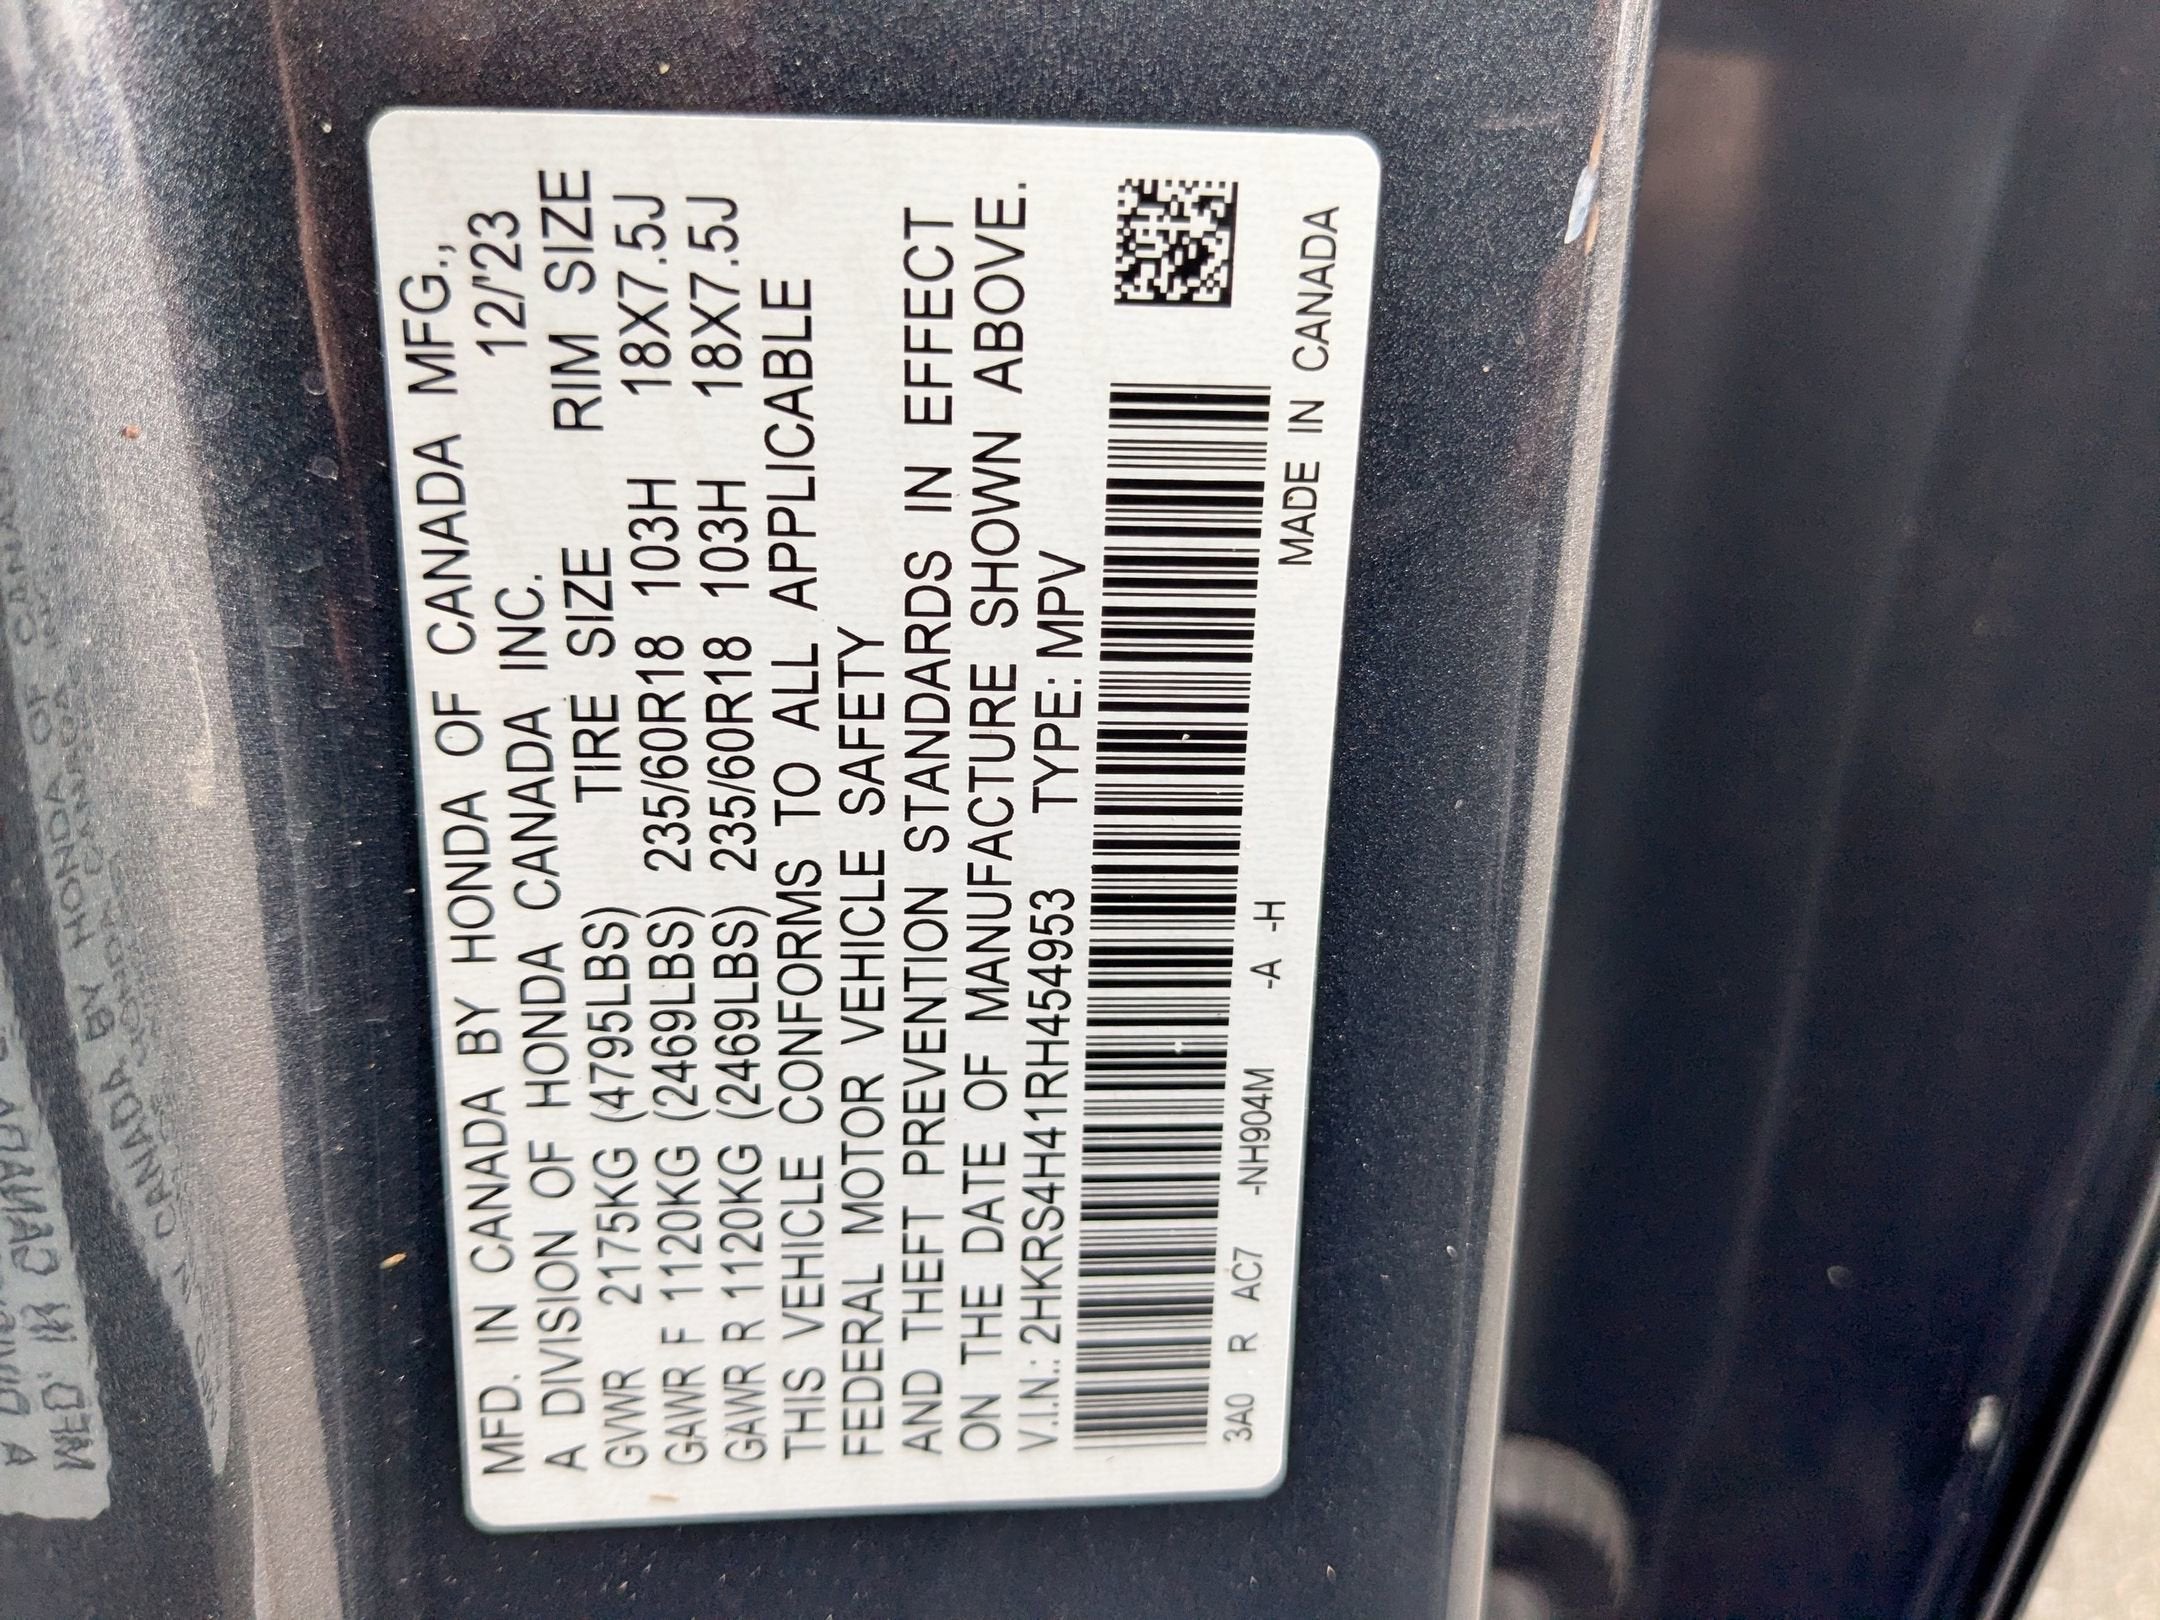 MFD. IN CANADA BY HONDA OF CANADA MFG.,
A DIVISION OF HONDA CANADA INC. 12/'23
TIRE SIZE RIM SIZE
GVWR 2175KG (4795LBS)
GAWR F 1120KG (2469LBS) 235/60R18 103H 18X7.5J
GAWR R 1120KG (2469LBS) 235/60R18 103H 18X7.5J
THIS VEHICLE CONFORMS TO ALL APPLICABLE
FEDERAL MOTOR VEHICLE SAFETY
AND THEFT PREVENTION STANDARDS IN EFFECT
ON THE DATE OF MANUFACTURE SHOWN ABOVE.
V.I.N.: 2HKRS4H41RH454953 TYPE: MPV
3A0 R AC7 -NH904M -A -H MADE IN CANADA